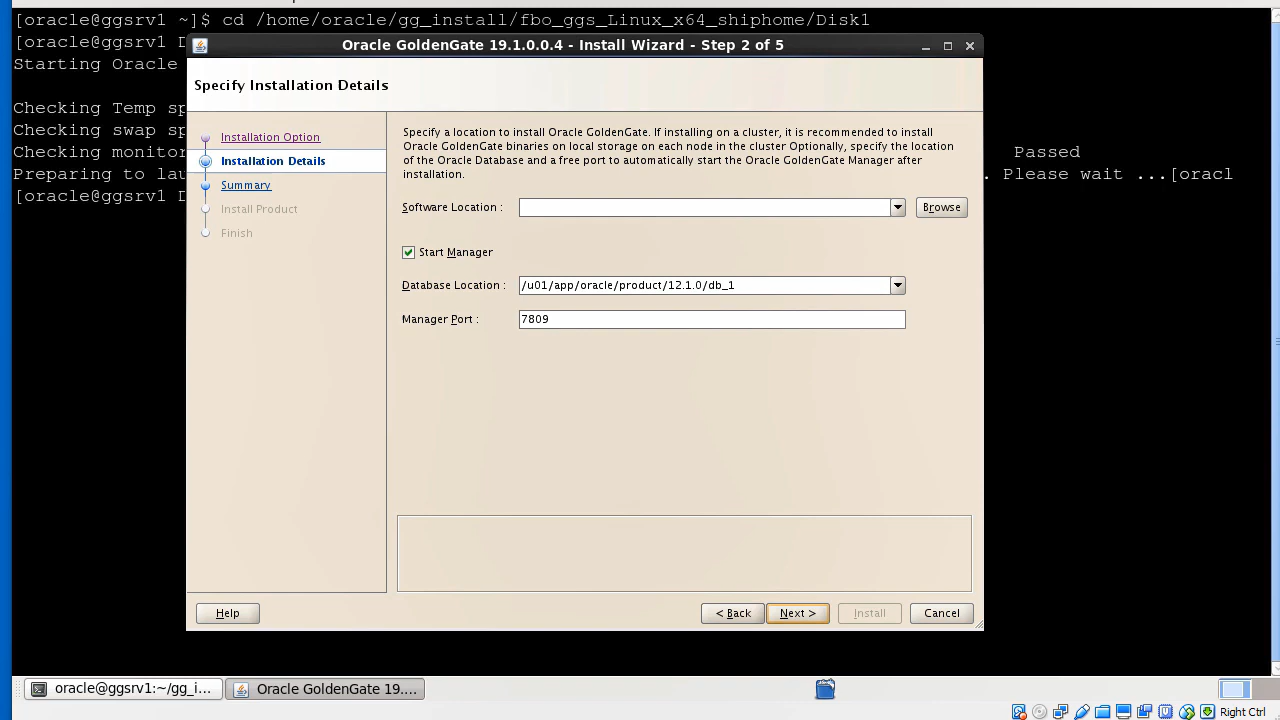 [oracle@ggsrv1 ~]$ cd /home/oracle/gg_install/fbo_ggs_Linux_x64_shiphome/Disk1
[oracle@ggsrv1 D
Starting Oracle
Checking Temp sp
Checking swap sp
Checking monitor
Passed
Preparing to lau
. Please wait ...[oracl
[oracle@ggsrv1 D
Oracle GoldenGate 19.1.0.0.4 - Install Wizard - Step 2 of 5
Specify Installation Details
Installation Option
Installation Details
Summary
Install Product
Finish
Specify a location to install Oracle GoldenGate. If installing on a cluster, it is recommended to install
Oracle GoldenGate binaries on local storage on each node in the cluster Optionally, specify the location
of the Oracle Database and a free port to automatically start the Oracle GoldenGate Manager after
installation.
Software Location :
Browse
Start Manager
Database Location :
/u01/app/oracle/product/12.1.0/db_1
Manager Port :
7809
Help
< Back
Next >
Install
Cancel
oracle@ggsrv1:~/gg_i...
Oracle GoldenGate 19....
Right Ctrl